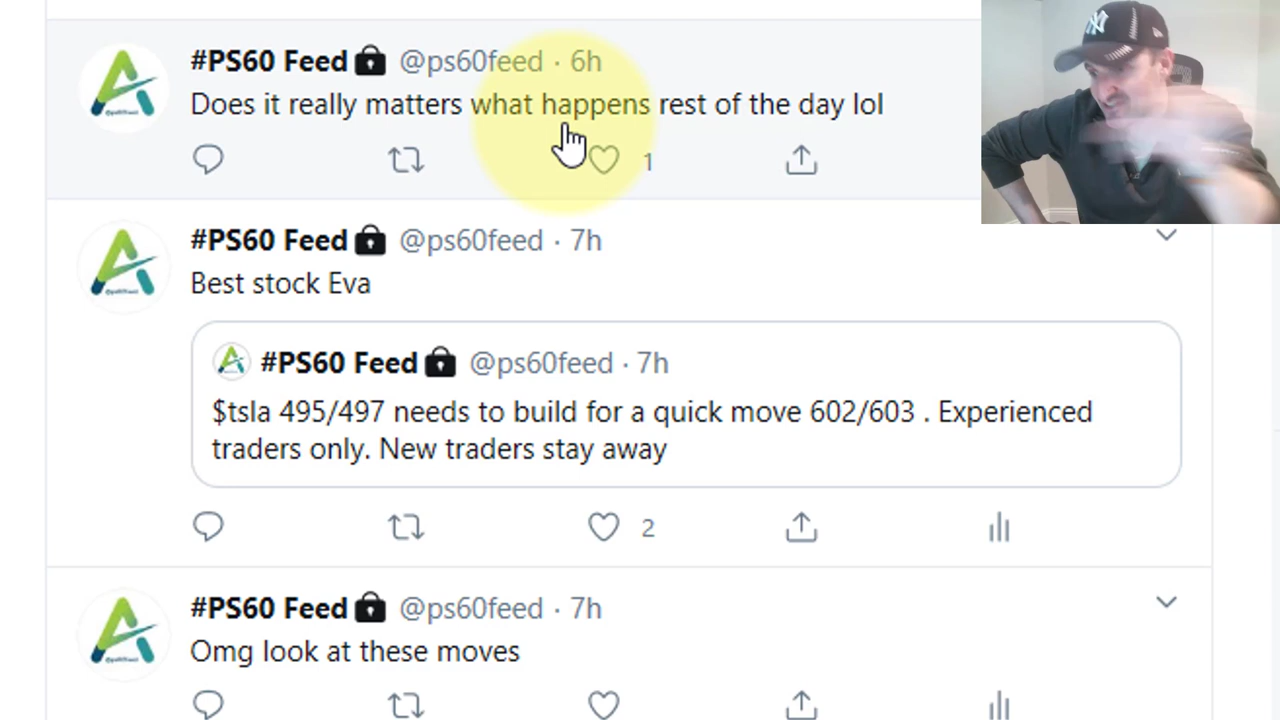 #PS60 Feed @ps60feed · 6h
Does it really matters what happens rest of the day lol
1
#PS60 Feed @ps60feed · 7h
Best stock Eva
#PS60 Feed @ps60feed · 7h
$tsla 495/497 needs to build for a quick move 602/603 . Experienced
traders only. New traders stay away
2
#PS60 Feed @ps60feed · 7h
Omg look at these moves